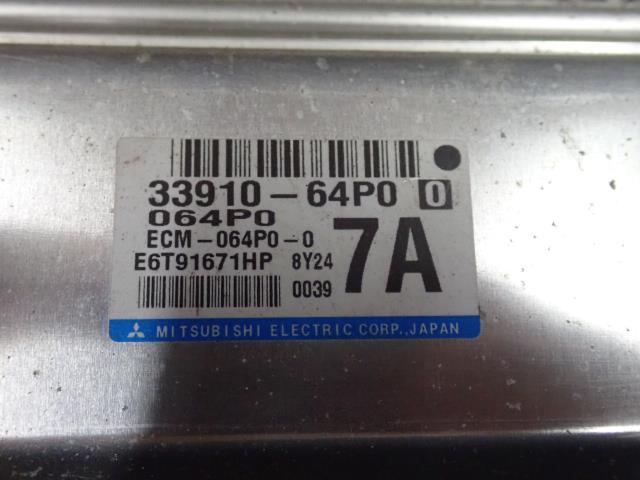 33910-64P0 0
064P0
ECM-064P0-0
E6T91671HP 8Y24
7A
0039
MITSUBISHI ELECTRIC CORP.,JAPAN